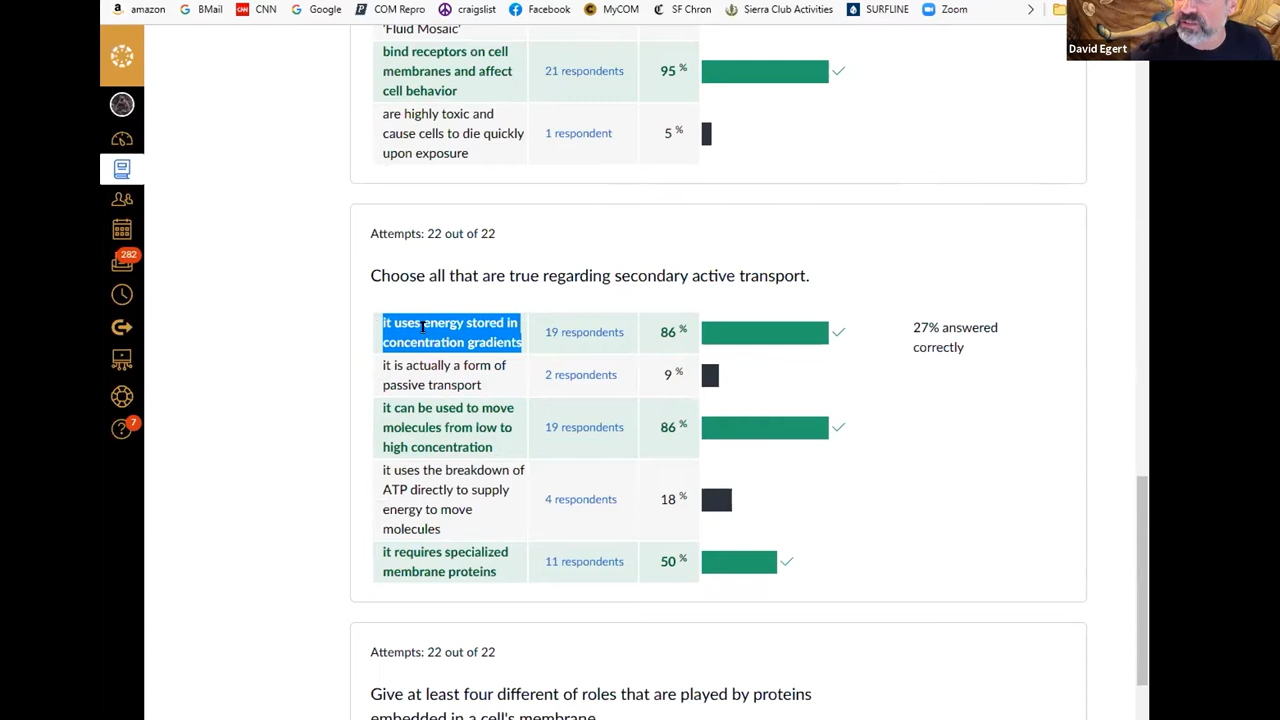 amazon BMail CNN Google COM Repro craigslist Facebook MyCOM SF Chron Sierra Club Activities SURFLINE Zoom
David Egert
'Fluid Mosaic'
bind receptors on cell
membranes and affect
cell behavior
21 respondents
95 %
are highly toxic and
cause cells to die quickly
upon exposure
1 respondent
5 %
Attempts: 22 out of 22
Choose all that are true regarding secondary active transport.
it uses energy stored in
concentration gradients
19 respondents
86 %
27% answered
correctly
it is actually a form of
passive transport
2 respondents
9 %
it can be used to move
molecules from low to
high concentration
19 respondents
86 %
it uses the breakdown of
ATP directly to supply
energy to move
molecules
4 respondents
18 %
it requires specialized
membrane proteins
11 respondents
50 %
282
7
Attempts: 22 out of 22
Give at least four different of roles that are played by proteins
embedded in a cell's membrane